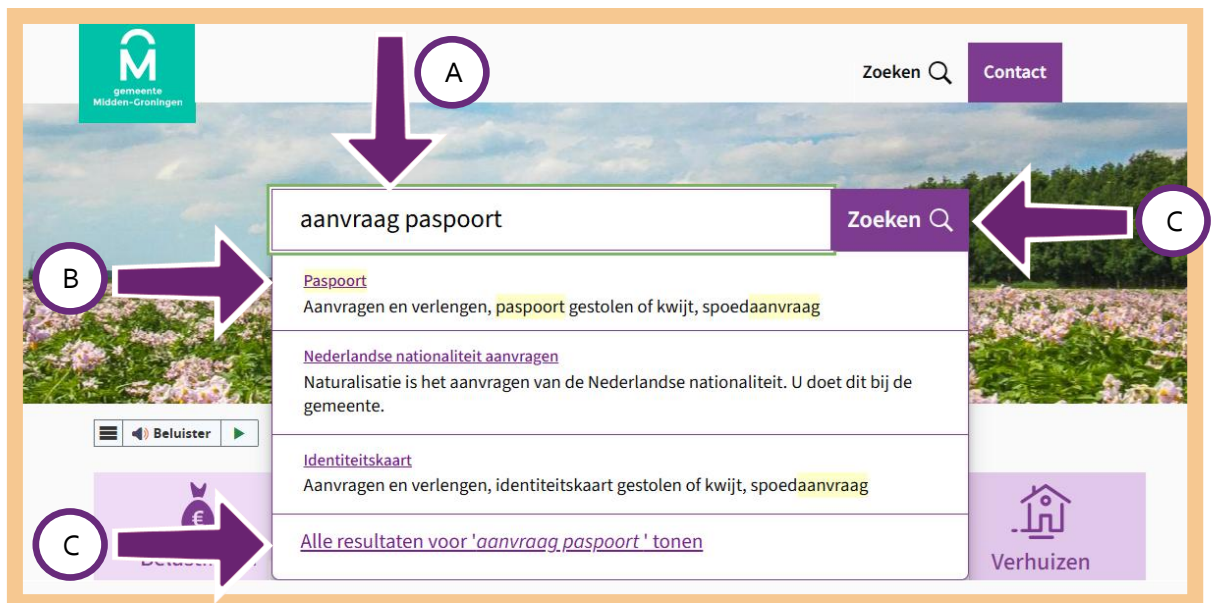 gemeente
Midden-Groningen
A
Zoeken
Contact
aanvraag paspoort
Zoeken
C
B
Paspoort
Aanvragen en verlengen, paspoort gestolen of kwijt, spoedaanvraag
Nederlandse nationaliteit aanvragen
Naturalisatie is het aanvragen van de Nederlandse nationaliteit. U doet dit bij de
gemeente.
Beluister
Identiteitskaart
Aanvragen en verlengen, identiteitskaart gestolen of kwijt, spoedaanvraag
€
C
Alle resultaten voor 'aanvraag paspoort ' tonen
Verhuizen